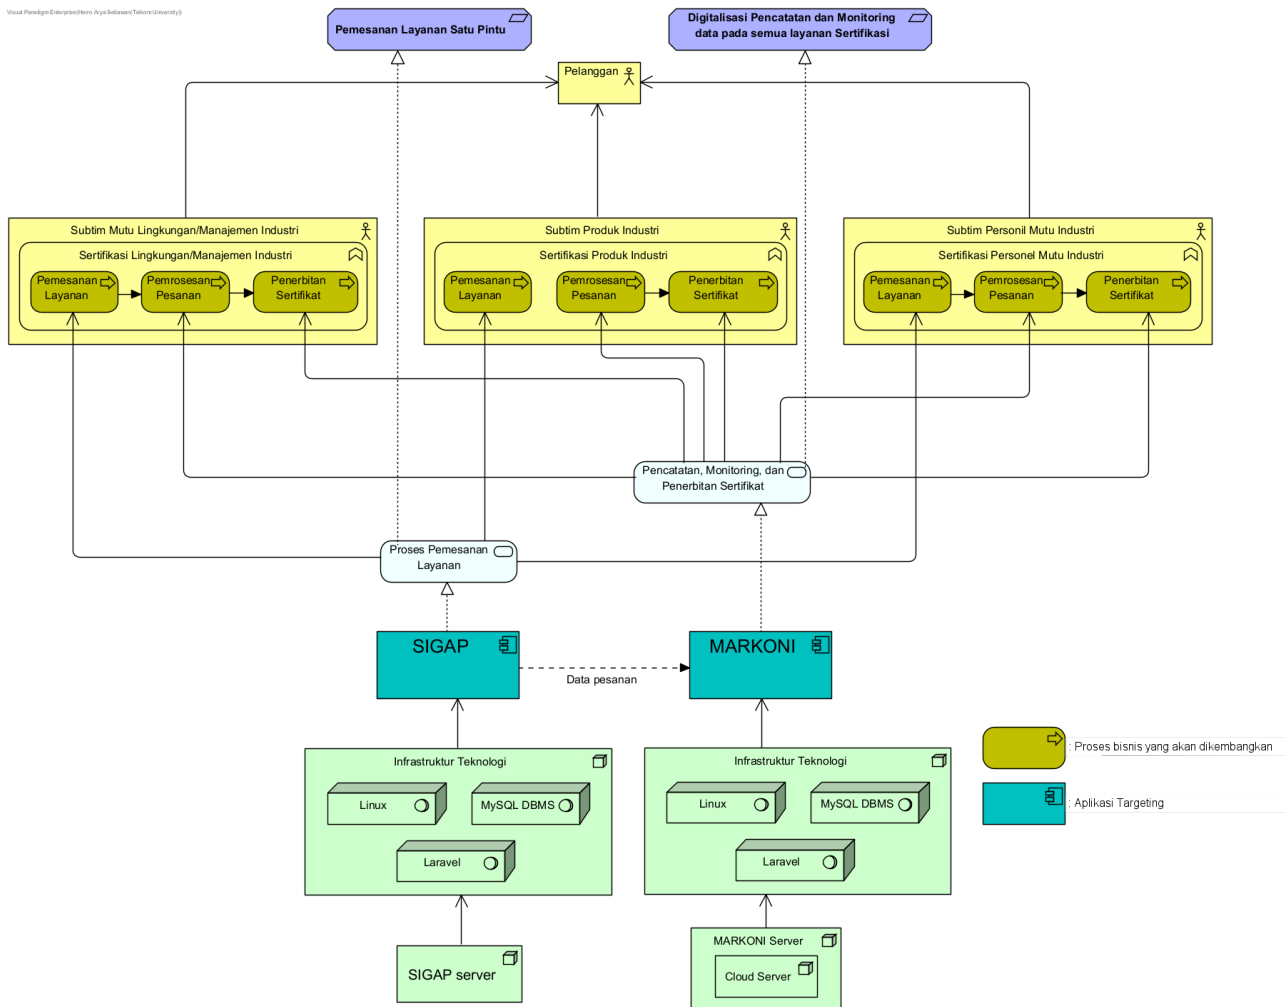 Visual Paradigm Enterprise(Herno Arya Setiawan(Telkom University))
Pemesanan Layanan Satu Pintu
Digitalisasi Pencatatan dan Monitoring
data pada semua layanan Sertifikasi
Pelanggan
Subtim Mutu Lingkungan/Manajemen Industri
Sertifikasi Lingkungan/Manajemen Industri
Pemesanan
Layanan
Pemrosesan
Pesanan
Penerbitan
Sertifikat
Subtim Produk Industri
Sertifikasi Produk Industri
Pemesanan
Layanan
Pemrosesan
Pesanan
Penerbitan
Sertifikat
Subtim Personil Mutu Industri
Sertifikasi Personel Mutu Industri
Pemesanan
Layanan
Pemrosesan
Pesanan
Penerbitan
Sertifikat
Pencatatan, Monitoring, dan
Penerbitan Sertifikat
Proses Pemesanan
Layanan
SIGAP
MARKONI
Data pesanan
Infrastruktur Teknologi
Linux
MySQL DBMS
Laravel
Infrastruktur Teknologi
Linux
MySQL DBMS
Laravel
: Proses bisnis yang akan dikembangkan
: Aplikasi Targeting
SIGAP server
MARKONI Server
Cloud Server